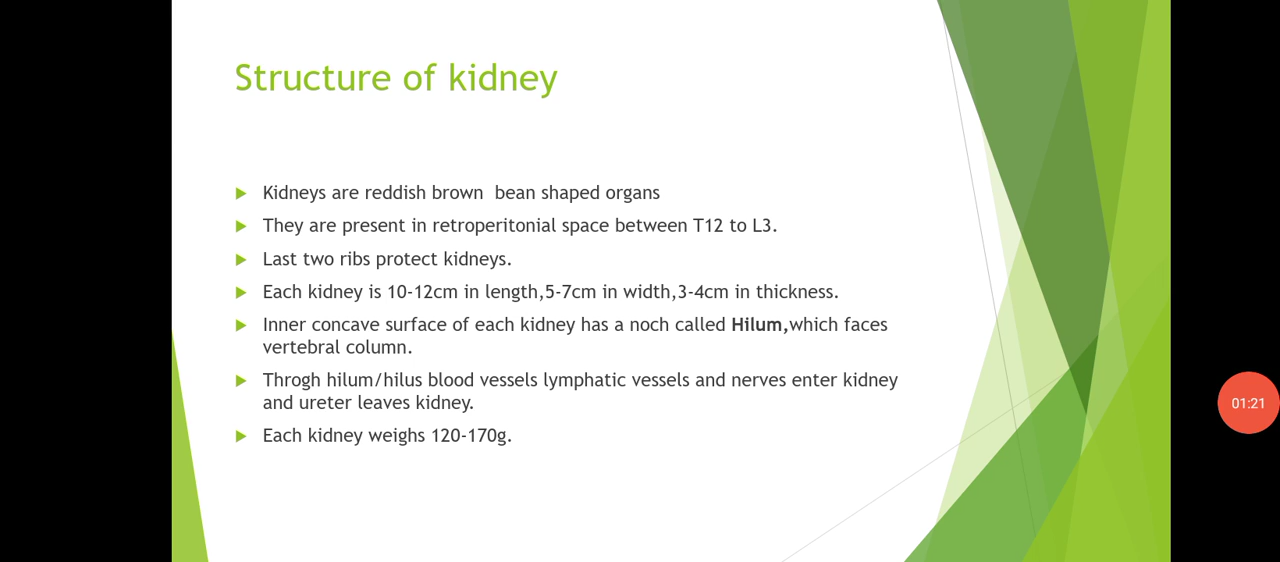 Structure of kidney
Kidneys are reddish brown  bean shaped organs
They are present in retroperitonial space between T12 to L3.
Last two ribs protect kidneys.
Each kidney is 10-12cm in length,5-7cm in width,3-4cm in thickness.
Inner concave surface of each kidney has a noch called Hilum,which faces
vertebral column.
Throgh hilum/hilus blood vessels lymphatic vessels and nerves enter kidney
and ureter leaves kidney.
Each kidney weighs 120-170g.
01:21